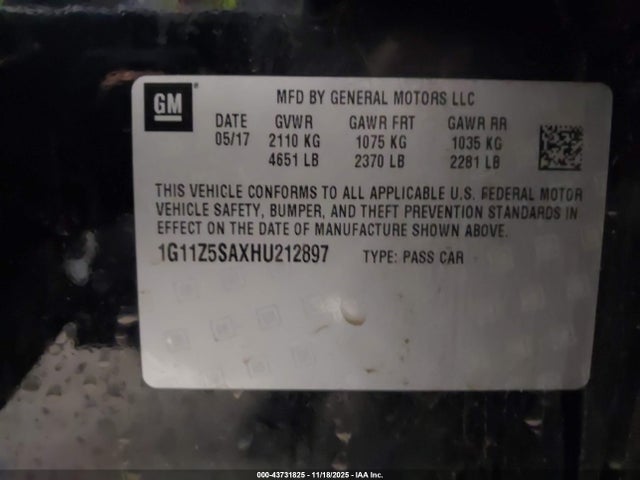 GM
MFD BY GENERAL MOTORS LLC
DATE GVWR GAWR FRT GAWR RR
05/17 2110 KG 1075 KG 1035 KG
4651 LB 2370 LB 2281 LB
THIS VEHICLE CONFORMS TO ALL APPLICABLE U.S. FEDERAL MOTOR
VEHICLE SAFETY, BUMPER, AND THEFT PREVENTION STANDARDS IN
EFFECT ON THE DATE OF MANUFACTURE SHOWN ABOVE.
1G11Z5SAXHU212897 TYPE: PASS CAR
000-43731825 - 11/18/2025 - IAA Inc.